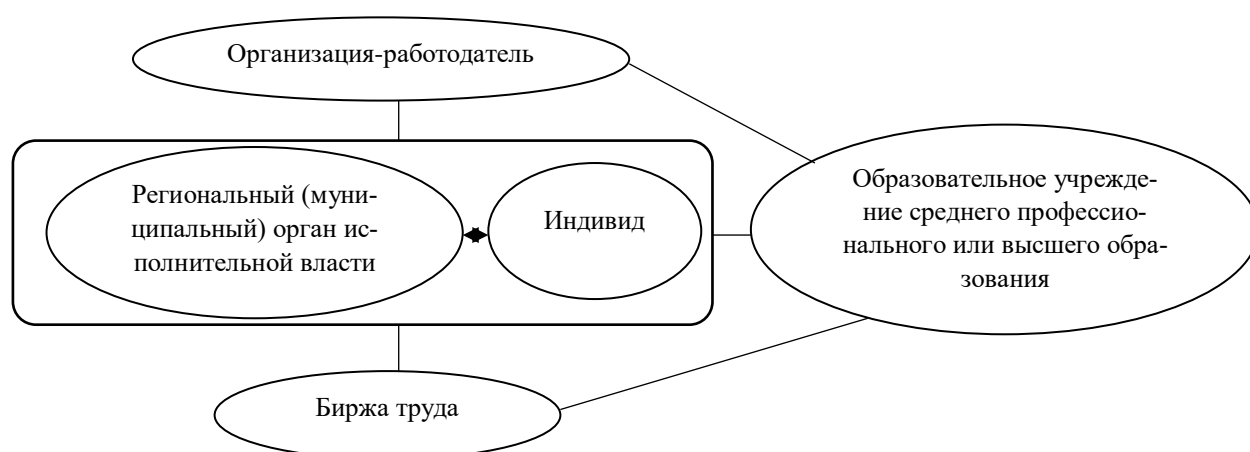 Организация-работодатель
Региональный (муни-
ципальный) орган ис-
полнительной власти
Индивид
Образовательное учрежде-
ние среднего профессио-
нального или высшего обра-
зования
Биржа труда